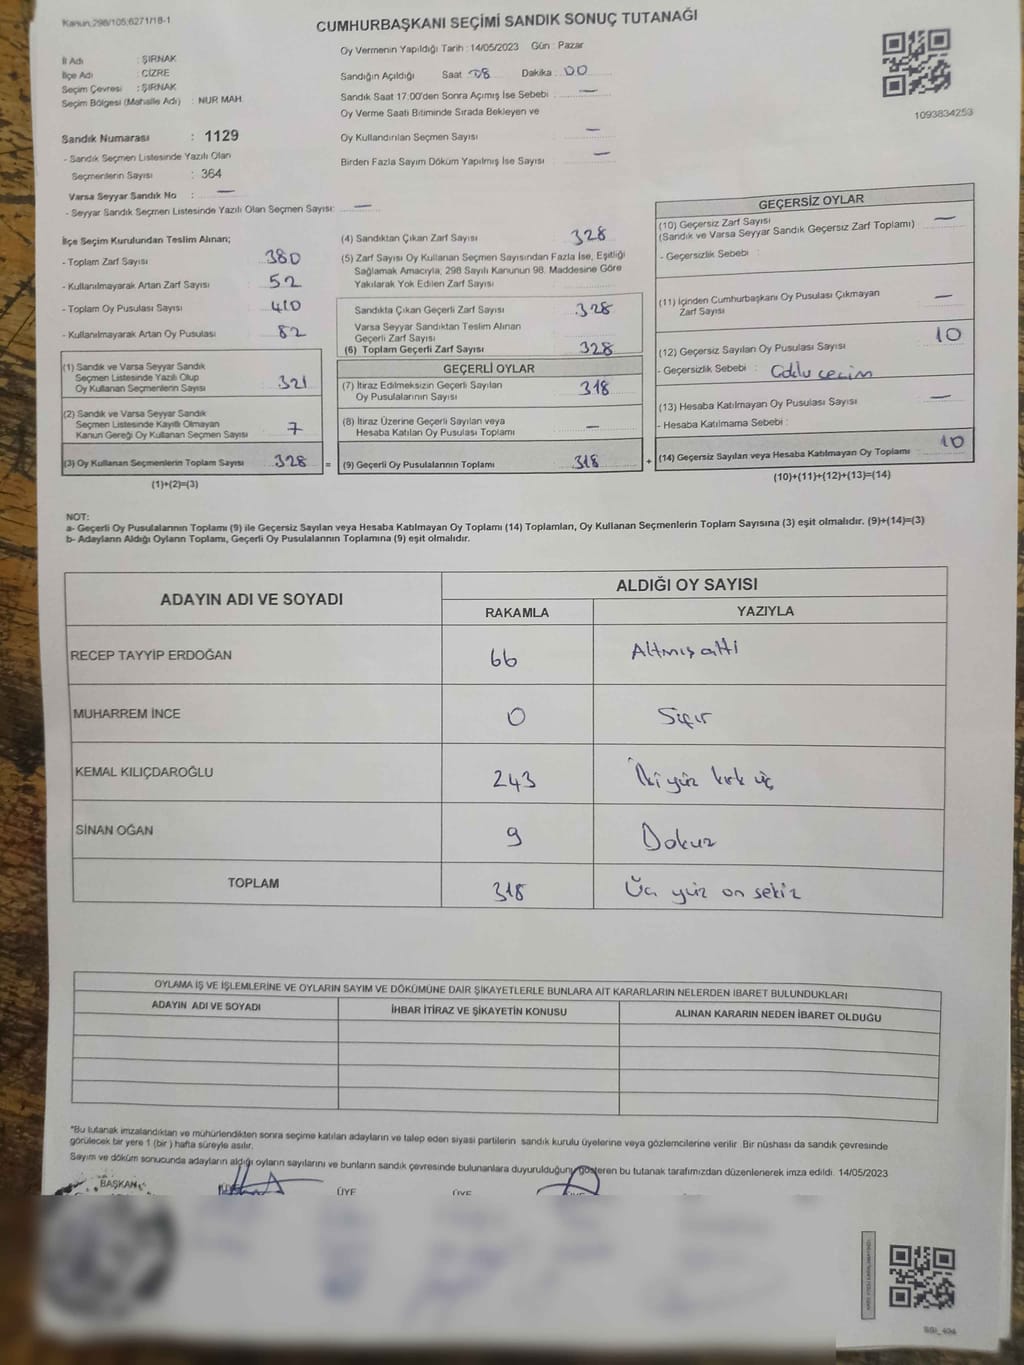 Kanun;298/105;6271/18-1
CUMHURBAŞKANI SEÇİMİ SANDIK SONUÇ TUTANAĞI
1093834253
İl Adı : ŞIRNAK
İlçe Adı : CİZRE
Seçim Çevresi : ŞIRNAK
Seçim Bölgesi (Mahalle Adı) : NUR MAH.
Sandık Numarası : 1129
- Sandık Seçmen Listesinde Yazılı Olan
Seçmenlerin Sayısı : 364
Varsa Seyyar Sandık No : —
- Seyyar Sandık Seçmen Listesinde Yazılı Olan Seçmen Sayısı: —
Oy Vermenin Yapıldığı Tarih : 14/05/2023 Gün : Pazar
Sandığın Açıldığı Saat 08 Dakika 00
Sandık Saat 17:00'den Sonra Açımış İse Sebebi —
Oy Verme Saati Bitiminde Sırada Bekleyen ve
Oy Kullandırılan Seçmen Sayısı —
Birden Fazla Sayım Döküm Yapılmış İse Sayısı —
İlçe Seçim Kurulundan Teslim Alınan;
- Toplam Zarf Sayısı 380
- Kullanılmayarak Artan Zarf Sayısı 52
- Toplam Oy Pusulası Sayısı 410
- Kullanılmayarak Artan Oy Pusulası 82
(1) Sandık ve Varsa Seyyar Sandık
Seçmen Listesinde Yazılı Olup
Oy Kullanan Seçmenlerin Sayısı 321
(2) Sandık ve Varsa Seyyar Sandık
Seçmen Listesinde Kayıtlı Olmayan
Kanun Gereği Oy Kullanan Seçmen Sayısı 7
(3) Oy Kullanan Seçmenlerin Toplam Sayısı 328 =
(1)+(2)=(3)
(4) Sandıktan Çıkan Zarf Sayısı 328
(5) Zarf Sayısı Oy Kullanan Seçmen Sayısından Fazla İse, Eşitliği
Sağlamak Amacıyla, 298 Sayılı Kanunun 98. Maddesine Göre
Yakılarak Yok Edilen Zarf Sayısı
Sandıkta Çıkan Geçerli Zarf Sayısı 328
Varsa Seyyar Sandıktan Teslim Alınan
Geçerli Zarf Sayısı
(6) Toplam Geçerli Zarf Sayısı 328
GEÇERLİ OYLAR
(7) İtiraz Edilmeksizin Geçerli Sayılan
Oy Pusulalarının Sayısı 318
(8) İtiraz Üzerine Geçerli Sayılan veya
Hesaba Katılan Oy Pusulası Toplamı —
(9) Geçerli Oy Pusulalarının Toplamı 318 +
GEÇERSİZ OYLAR
(10) Geçersiz Zarf Sayısı —
(Sandık ve Varsa Seyyar Sandık Geçersiz Zarf Toplamı)
- Geçersizlik Sebebi :
(11) İçinden Cumhurbaşkanı Oy Pusulası Çıkmayan —
Zarf Sayısı
(12) Geçersiz Sayılan Oy Pusulası Sayısı 10
- Geçersizlik Sebebi :
(13) Hesaba Katılmayan Oy Pusulası Sayısı —
- Hesaba Katılmama Sebebi :
(14) Geçersiz Sayılan veya Hesaba Katılmayan Oy Toplamı 10
(10)+(11)+(12)+(13)=(14)
NOT:
a- Geçerli Oy Pusulalarının Toplamı (9) ile Geçersiz Sayılan veya Hesaba Katılmayan Oy Toplamı (14) Toplamları, Oy Kullanan Seçmenlerin Toplam Sayısına (3) eşit olmalıdır. (9)+(14)=(3)
b- Adayların Aldığı Oyların Toplamı, Geçerli Oy Pusulalarının Toplamına (9) eşit olmalıdır.
ADAYIN ADI VE SOYADI ALDIĞI OY SAYISI
RAKAMLA YAZIYLA
RECEP TAYYİP ERDOĞAN 66 Altmış altı
MUHARREM İNCE 0 Sıfır
KEMAL KILIÇDAROĞLU 243 İki yüz kırk üç
SİNAN OĞAN 9 Dokuz
TOPLAM 318 Üç yüz on sekiz
OYLAMA İŞ VE İŞLEMLERİNE VE OYLARIN SAYIM VE DÖKÜMÜNE DAİR ŞİKAYETLERLE BUNLARA AİT KARARLARIN NELERDEN İBARET BULUNDUKLARI
ADAYIN ADI VE SOYADI İHBAR İTİRAZ VE ŞİKAYETİN KONUSU ALINAN KARARIN NEDEN İBARET OLDUĞU
*Bu tutanak imzalandıktan ve mühürlendikten sonra seçime katılan adayların ve talep eden siyasi partilerin sandık kurulu üyelerine veya gözlemcilerine verilir. Bir nüshası da sandık çevresinde
görülecek bir yere 1 (bir) hafta süreyle asılır.
Sayım ve döküm sonucunda adayların aldığı oyların sayılarını ve bunların sandık çevresinde bulunanlara duyurulduğunu gösteren bu tutanak tarafımızdan düzenlenerek imza edildi. 14/05/2023
BAŞKAN ÜYE ÜYE